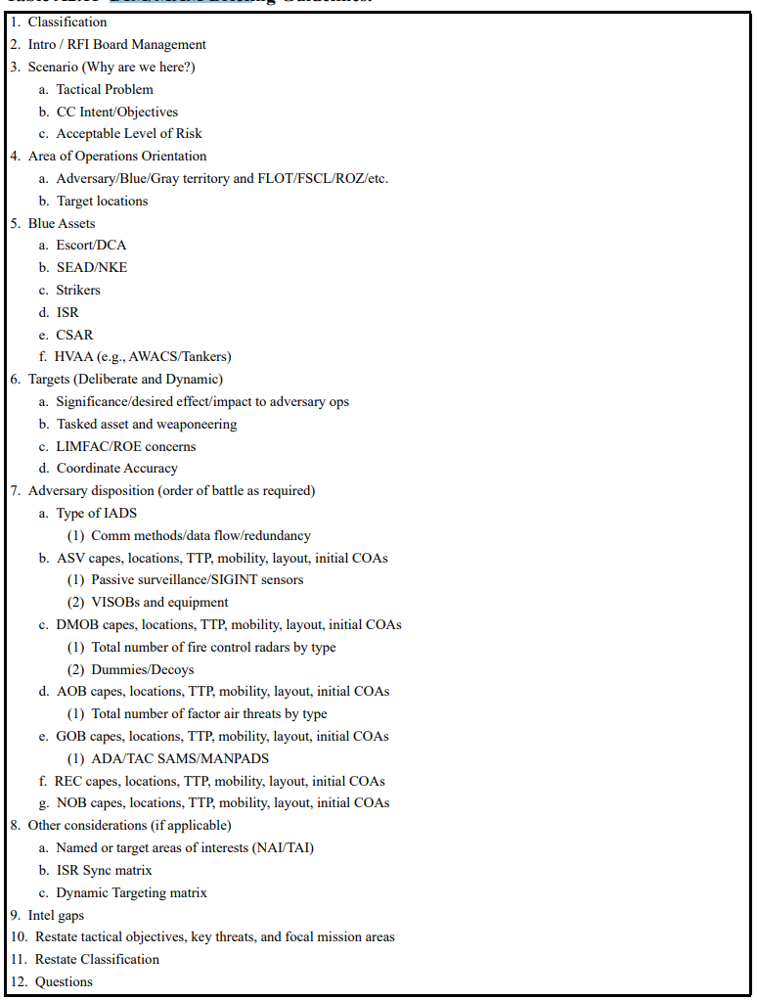 1. Classification
2. Intro / RFI Board Management
3. Scenario (Why are we here?)
a. Tactical Problem
b. CC Intent/Objectives
c. Acceptable Level of Risk
4. Area of Operations Orientation
a. Adversary/Blue/Gray territory and FLOT/FSCL/ROZ/etc.
b. Target locations
5. Blue Assets
a. Escort/DCA
b. SEAD/NKE
c. Strikers
d. ISR
e. CSAR
f. HVAA (e.g., AWACS/Tankers)
6. Targets (Deliberate and Dynamic)
a. Significance/desired effect/impact to adversary ops
b. Tasked asset and weaponeering
c. LIMFAC/ROE concerns
d. Coordinate Accuracy
7. Adversary disposition (order of battle as required)
a. Type of IADS
(1) Comm methods/data flow/redundancy
b. ASV capes, locations, TTP, mobility, layout, initial COAs
(1) Passive surveillance/SIGINT sensors
(2) VISOBs and equipment
c. DMOB capes, locations, TTP, mobility, layout, initial COAs
(1) Total number of fire control radars by type
(2) Dummies/Decoys
d. AOB capes, locations, TTP, mobility, layout, initial COAs
(1) Total number of factor air threats by type
e. GOB capes, locations, TTP, mobility, layout, initial COAs
(1) ADA/TAC SAMS/MANPADS
f. REC capes, locations, TTP, mobility, layout, initial COAs
g. NOB capes, locations, TTP, mobility, layout, initial COAs
8. Other considerations (if applicable)
a. Named or target areas of interests (NAI/TAI)
b. ISR Sync matrix
c. Dynamic Targeting matrix
9. Intel gaps
10. Restate tactical objectives, key threats, and focal mission areas
11. Restate Classification
12. Questions